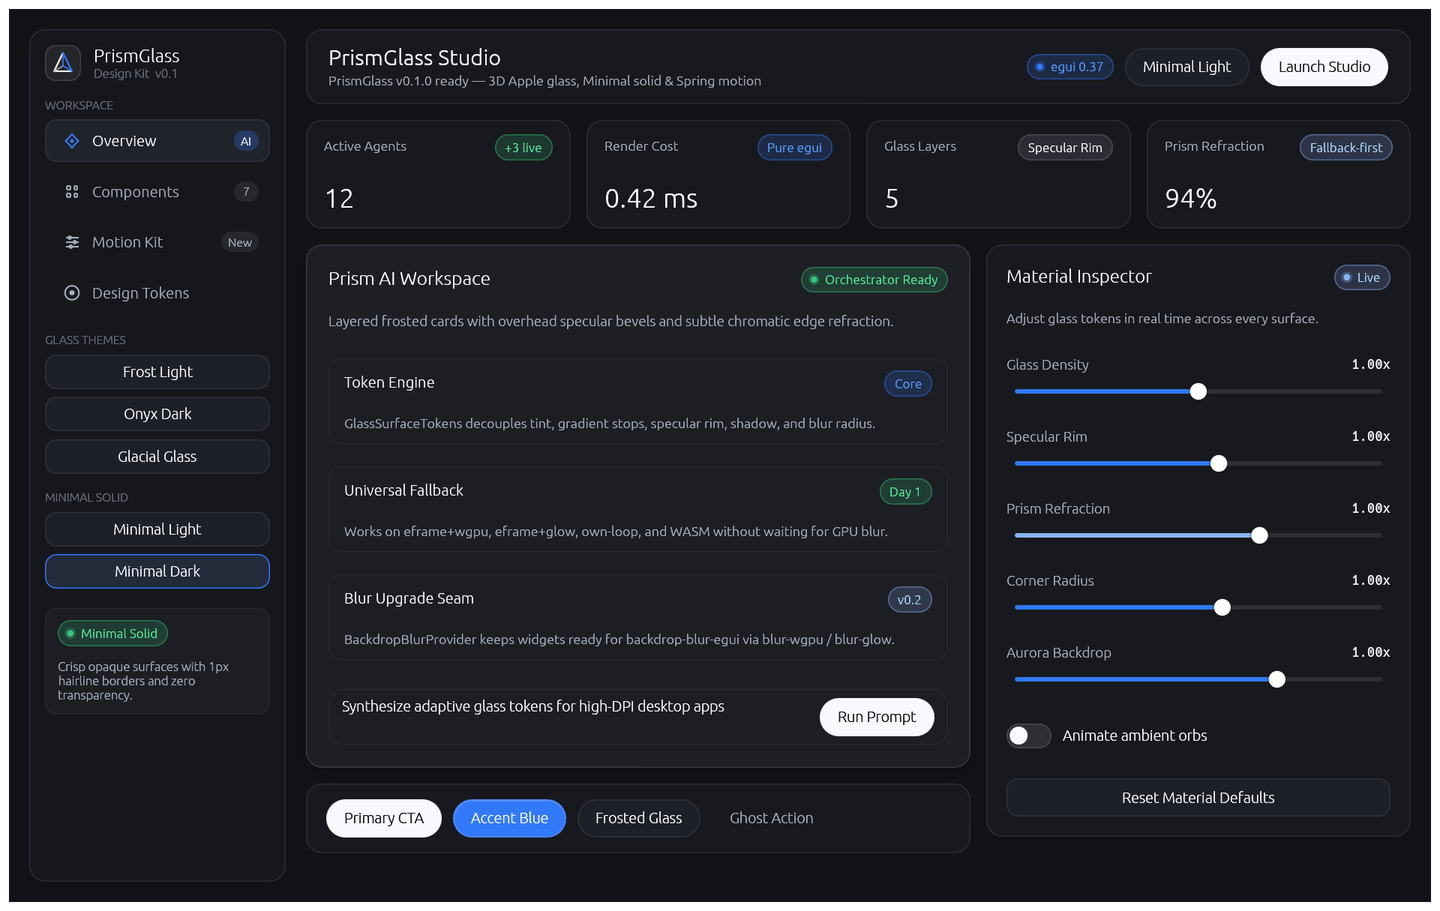 PrismGlass
Design Kit v0.1
WORKSPACE
Overview AI
Components 7
Motion Kit New
Design Tokens
GLASS THEMES
Frost Light
Onyx Dark
Glacial Glass
MINIMAL SOLID
Minimal Light
Minimal Dark
Minimal Solid
Crisp opaque surfaces with 1px
hairline borders and zero
transparency.
PrismGlass Studio
PrismGlass v0.1.0 ready — 3D Apple glass, Minimal solid & Spring motion
egui 0.37
Minimal Light
Launch Studio
Active Agents +3 live
12
Render Cost Pure egui
0.42 ms
Glass Layers Specular Rim
5
Prism Refraction Fallback-first
94%
Prism AI Workspace Orchestrator Ready
Layered frosted cards with overhead specular bevels and subtle chromatic edge refraction.
Token Engine Core
GlassSurfaceTokens decouples tint, gradient stops, specular rim, shadow, and blur radius.
Universal Fallback Day 1
Works on eframe+wgpu, eframe+glow, own-loop, and WASM without waiting for GPU blur.
Blur Upgrade Seam v0.2
BackdropBlurProvider keeps widgets ready for backdrop-blur-egui via blur-wgpu / blur-glow.
Synthesize adaptive glass tokens for high-DPI desktop apps
Run Prompt
Primary CTA
Accent Blue
Frosted Glass
Ghost Action
Material Inspector Live
Adjust glass tokens in real time across every surface.
Glass Density 1.00x
Specular Rim 1.00x
Prism Refraction 1.00x
Corner Radius 1.00x
Aurora Backdrop 1.00x
Animate ambient orbs
Reset Material Defaults